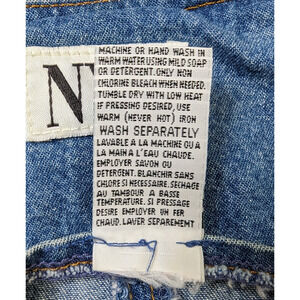 NY
MACHINE OR HAND WASH IN
WARM WATER USING MILD SOAP
OR DETERGENT. ONLY NON
CHLORINE BLEACH WHEN NEEDED.
TUMBLE DRY WITH LOW HEAT
IF PRESSING DESIRED, USE
WARM (NEVER HOT) IRON
WASH SEPARATELY
LAVABLE À LA MACHINE OU À
LA MAIN À L'EAU CHAUDE.
EMPLOYER SAVON OU
DETERGENT. BLANCHIR SANS
CHLORE SI NECESSAIRE. SECHAGE
AU TAMBOUR A BASSE
TEMPERATURE. SI PRESSAGE
DESIRE EMPLOYER UN FER
CHAUD. LAVER SEPAREMENT